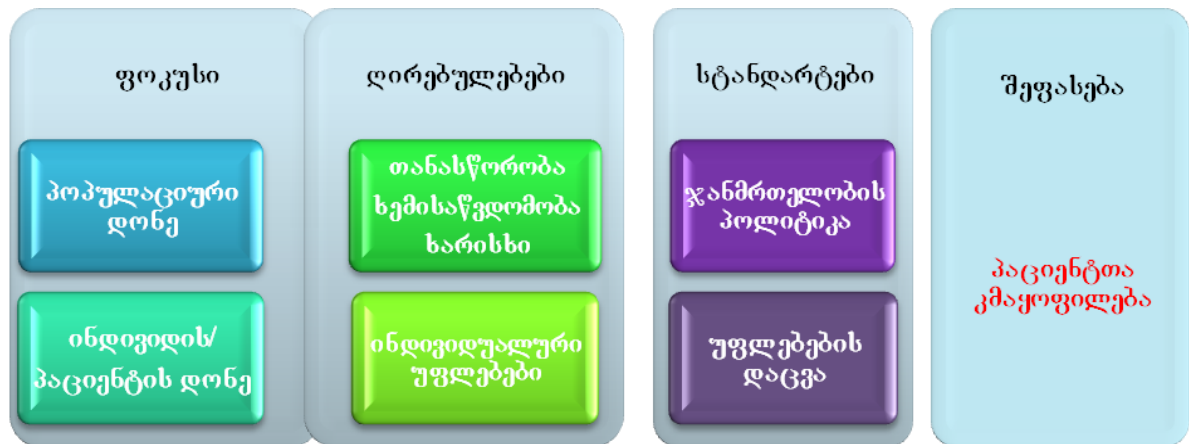 ფოკუსი
პოპულაციური
დონე
ინდივიდის/
პაციენტის დონე
ღირებულებები
თანასწორობა
ხემისაწვდომობა
ხარისხი
ინდივიდუალური
უფლებები
სტანდარტები
ჯანმრთელობის
პოლიტიკა
უფლებების
დაცვა
შეფასება
პაციენტთა
კმაყოფილება